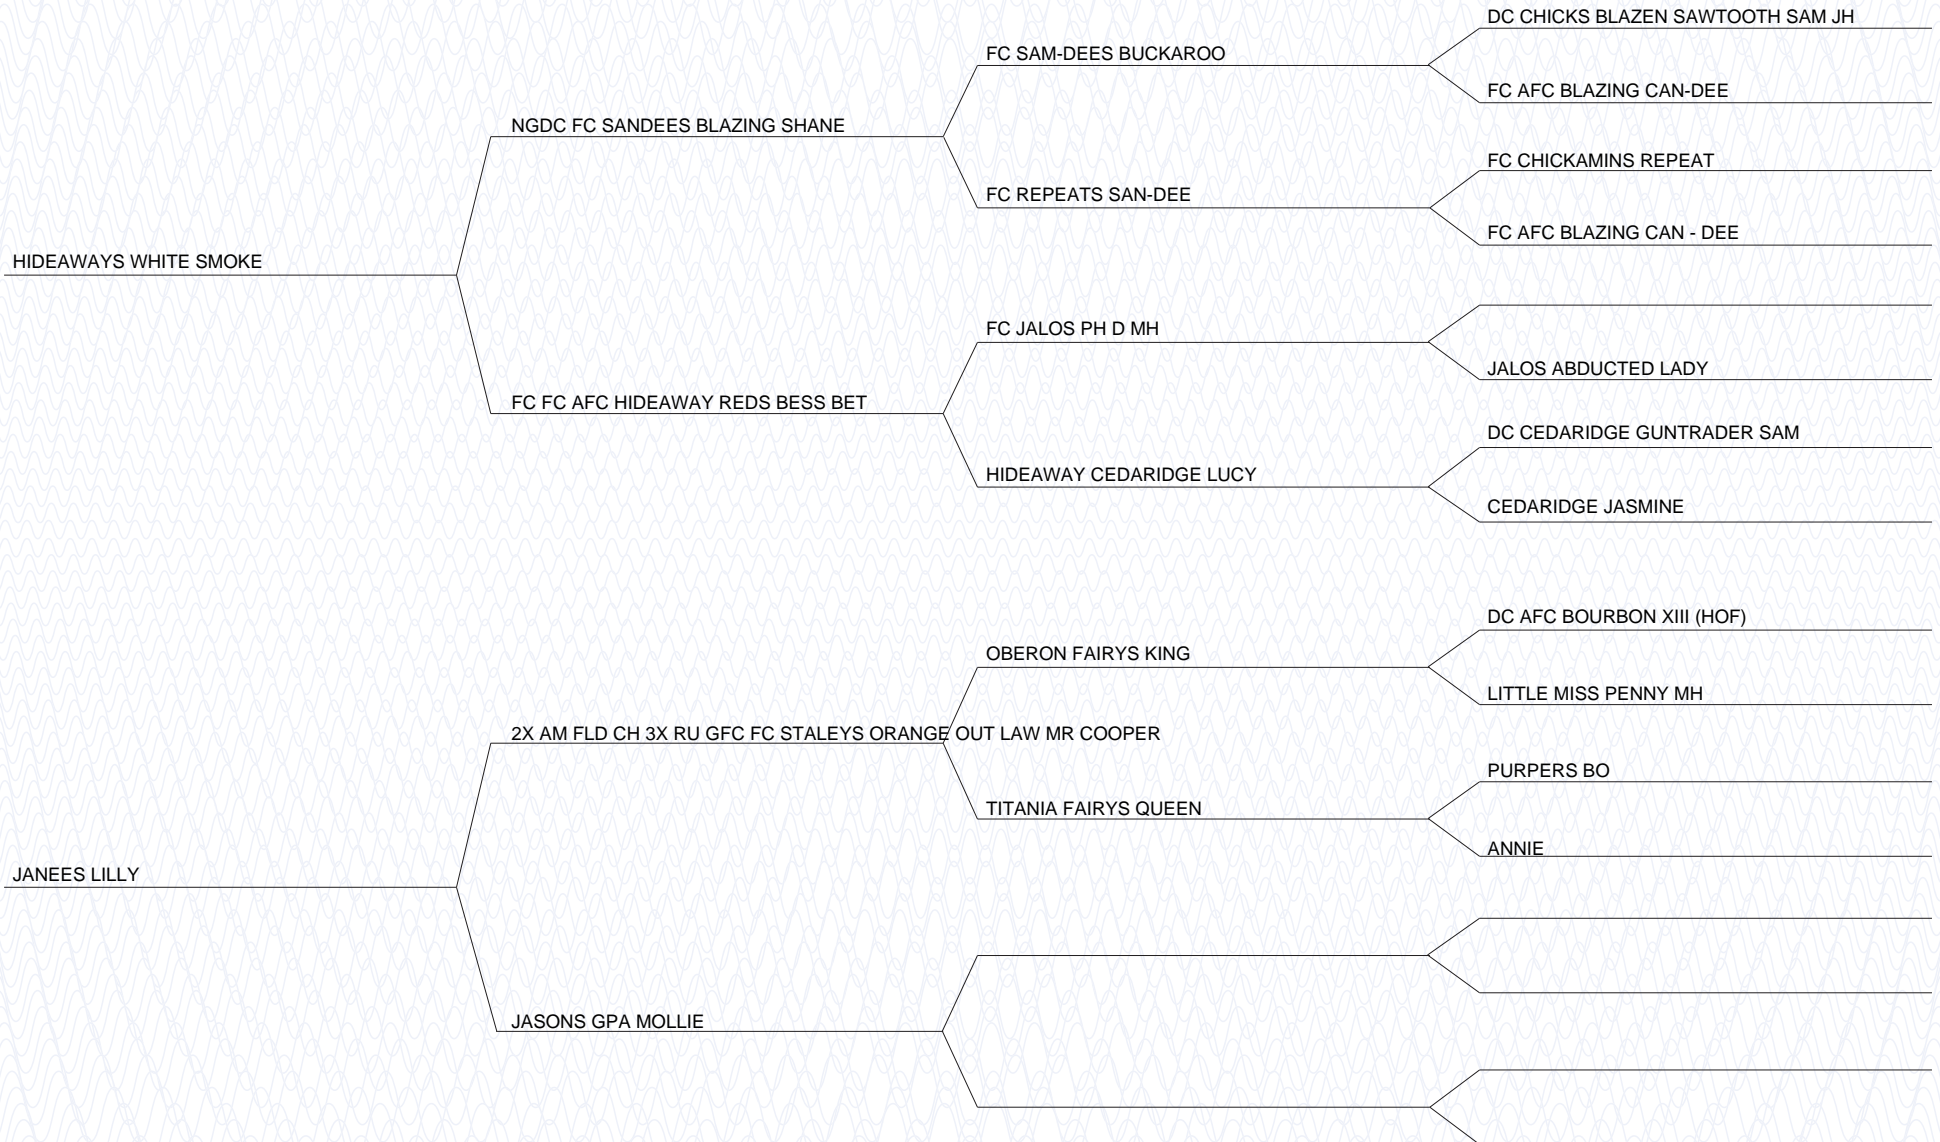 DC CHICKS BLAZEN SAWTOOTH SAM JH
FC SAM-DEES BUCKAROO
FC AFC BLAZING CAN-DEE
NGDC FC SANDEES BLAZING SHANE
FC CHICKAMINS REPEAT
FC REPEATS SAN-DEE
FC AFC BLAZING CAN - DEE
HIDEAWAYS WHITE SMOKE
FC JALOS PH D MH
JALOS ABDUCTED LADY
FC FC AFC HIDEAWAY REDS BESS BET
DC CEDARIDGE GUNTRADER SAM
HIDEAWAY CEDARIDGE LUCY
CEDARIDGE JASMINE
DC AFC BOURBON XIII (HOF)
OBERON FAIRYS KING
LITTLE MISS PENNY MH
2X AM FLD CH 3X RU GFC FC STALEYS ORANGE OUT LAW MR COOPER
PURPERS BO
TITANIA FAIRYS QUEEN
ANNIE
JANEES LILLY
JASONS GPA MOLLIE